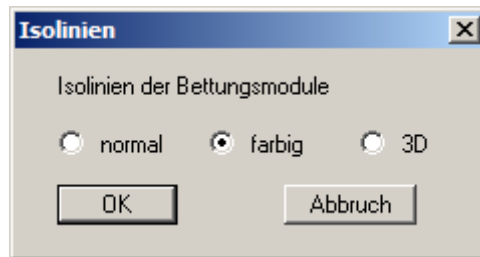 Isolinien
Isolinien der Bettungsmodule
normal farbig 3D
OK Abbruch